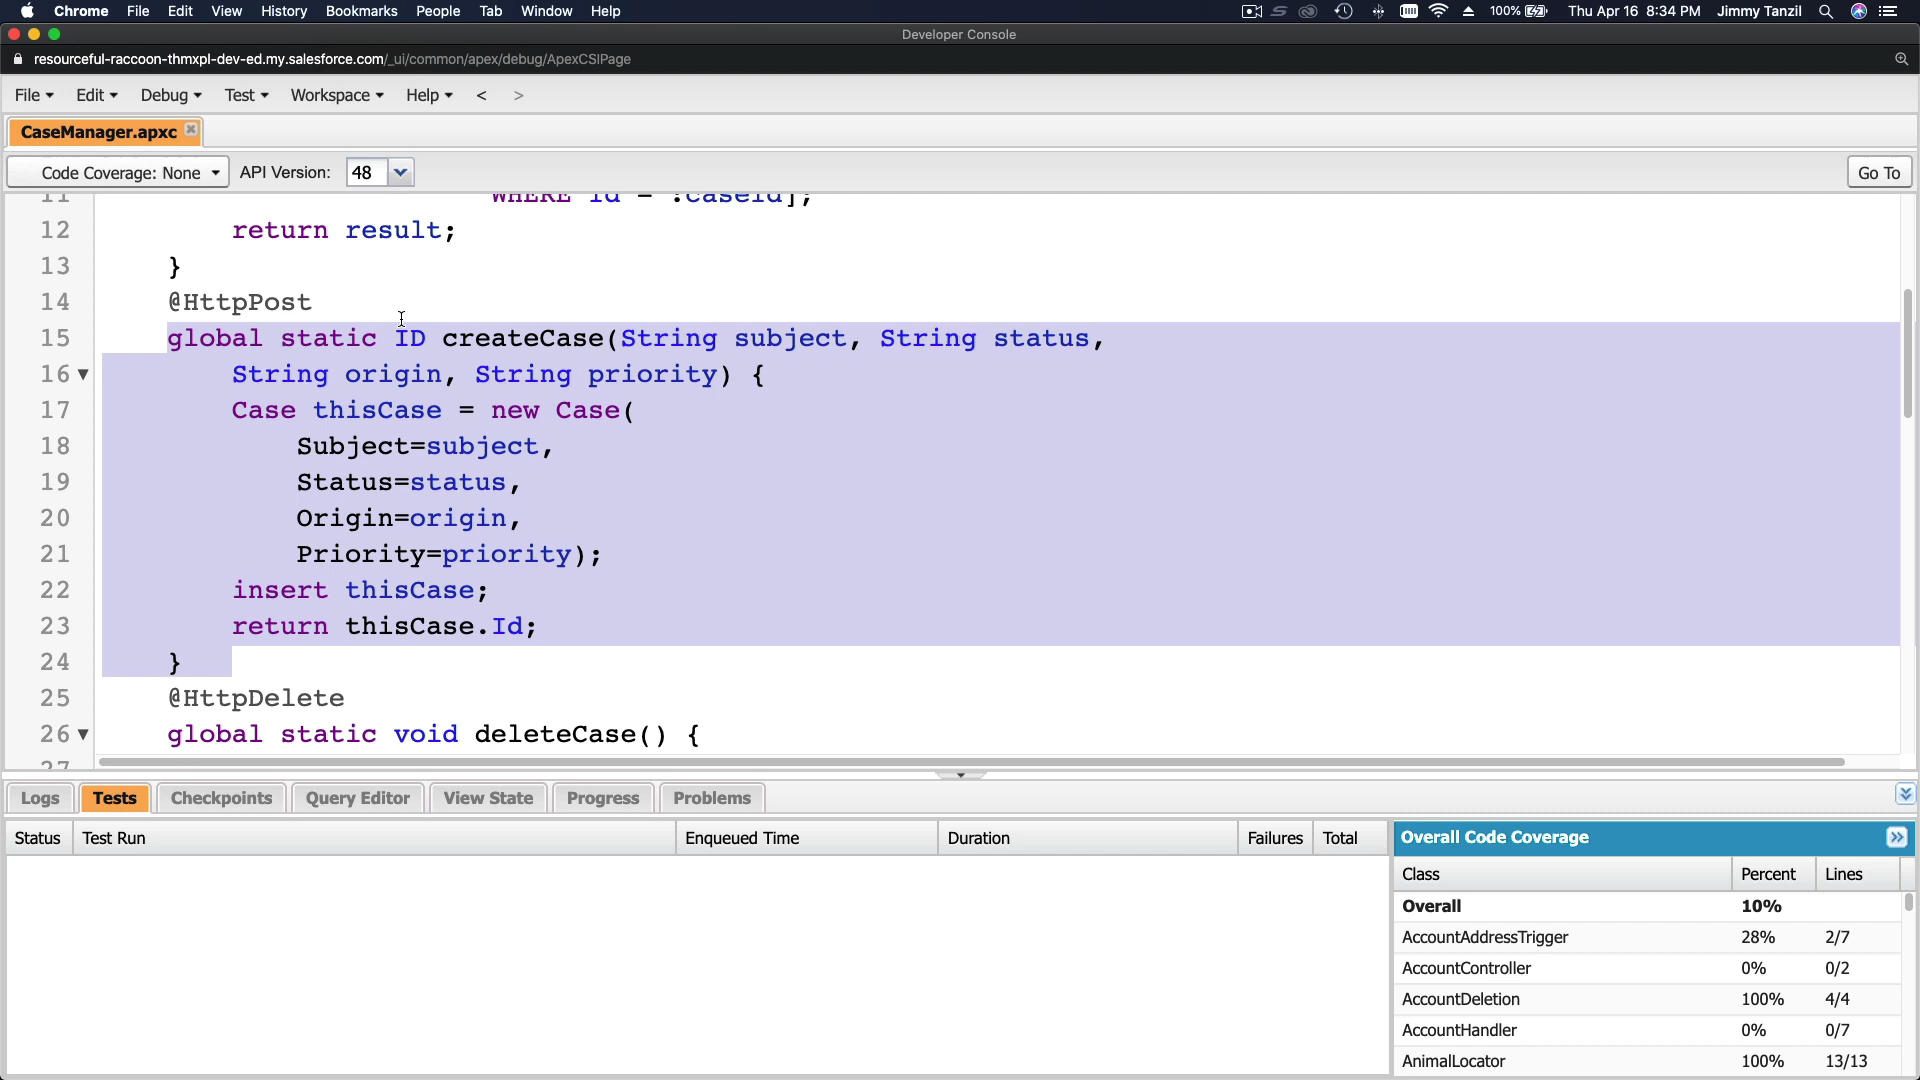 Chrome File Edit View History Bookmarks People Tab Window Help 100% Thu Apr 16 8:34 PM Jimmy Tanzil
Developer Console
resourceful-raccoon-thmxpl-dev-ed.my.salesforce.com/_ui/common/apex/debug/ApexCSIPage
File Edit Debug Test Workspace Help < >
CaseManager.apxc
Code Coverage: None API Version: 48 Go To
11 WHERE Id = :caseId];
12 return result;
13 }
14 @HttpPost
15 global static ID createCase(String subject, String status,
16 String origin, String priority) {
17 Case thisCase = new Case(
18 Subject=subject,
19 Status=status,
20 Origin=origin,
21 Priority=priority);
22 insert thisCase;
23 return thisCase.Id;
24 }
25 @HttpDelete
26 global static void deleteCase() {
27
Logs Tests Checkpoints Query Editor View State Progress Problems
Status Test Run Enqueued Time Duration Failures Total
Overall Code Coverage
Class Percent Lines
Overall 10%
AccountAddressTrigger 28% 2/7
AccountController 0% 0/2
AccountDeletion 100% 4/4
AccountHandler 0% 0/7
AnimalLocator 100% 13/13